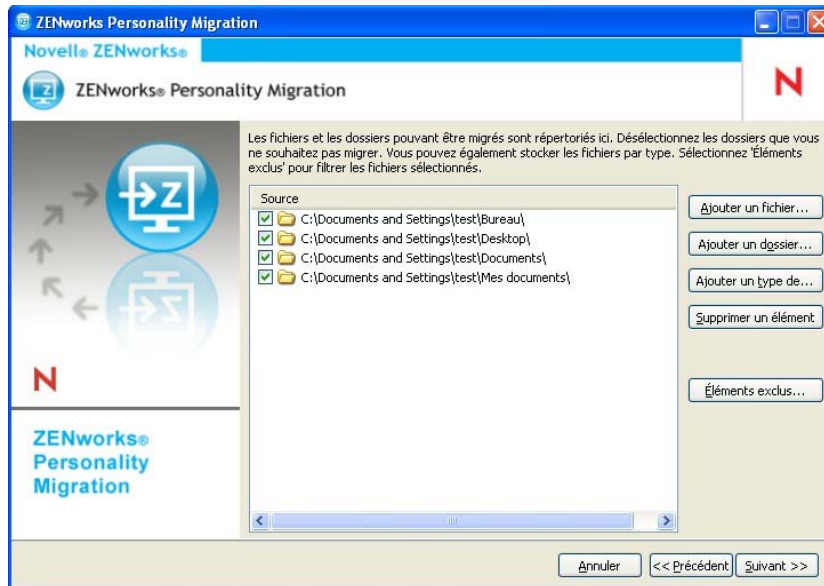 ZENworks Personality Migration
Novell® ZENworks®
ZENworks® Personality Migration
N
Les fichiers et les dossiers pouvant être migrés sont répertoriés ici. Désélectionnez les dossiers que vous
ne souhaitez pas migrer. Vous pouvez également stocker les fichiers par type. Sélectionnez 'Éléments
exclus' pour filtrer les fichiers sélectionnés.
Source
C:\Documents and Settings\test\Bureau\
C:\Documents and Settings\test\Desktop\
C:\Documents and Settings\test\Documents\
C:\Documents and Settings\test\Mes documents\
Ajouter un fichier...
Ajouter un dossier...
Ajouter un type de...
Supprimer un élément
Éléments exclus...
Z
N
ZENworks®
Personality
Migration
Annuler
<< Précédent
Suivant >>